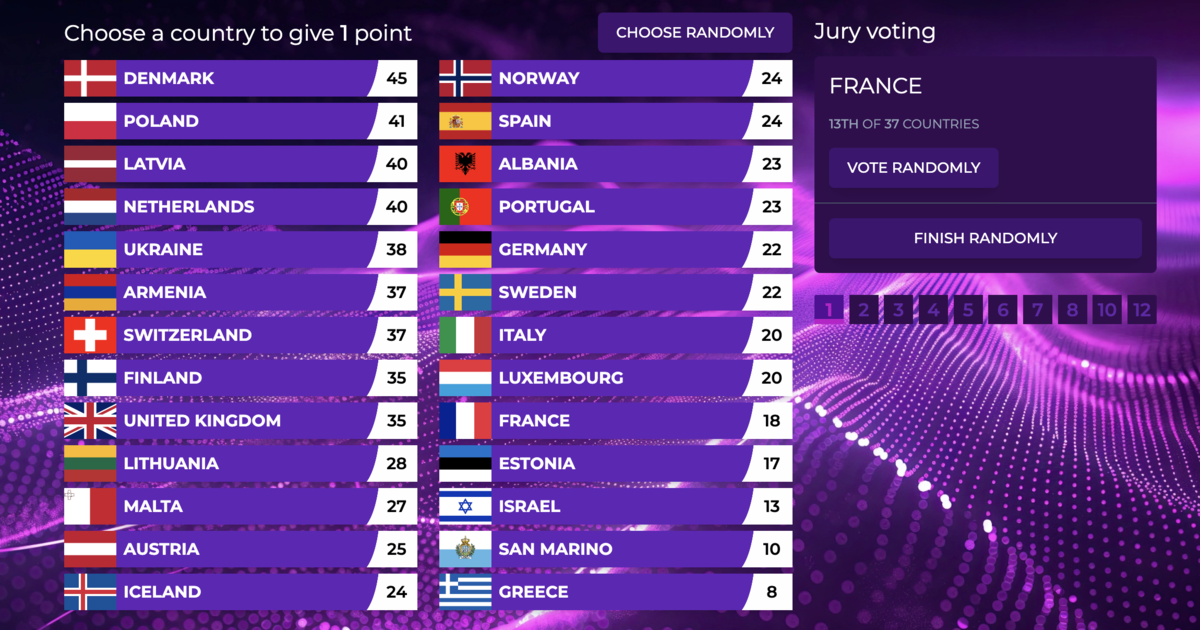 Choose a country to give 1 point
CHOOSE RANDOMLY
DENMARK 45
POLAND 41
LATVIA 40
NETHERLANDS 40
UKRAINE 38
ARMENIA 37
SWITZERLAND 37
FINLAND 35
UNITED KINGDOM 35
LITHUANIA 28
MALTA 27
AUSTRIA 25
ICELAND 24
NORWAY 24
SPAIN 24
ALBANIA 23
PORTUGAL 23
GERMANY 22
SWEDEN 22
ITALY 20
LUXEMBOURG 20
FRANCE 18
ESTONIA 17
ISRAEL 13
SAN MARINO 10
GREECE 8
Jury voting
FRANCE
13TH OF 37 COUNTRIES
VOTE RANDOMLY
FINISH RANDOMLY
1 2 3 4 5 6 7 8 10 12